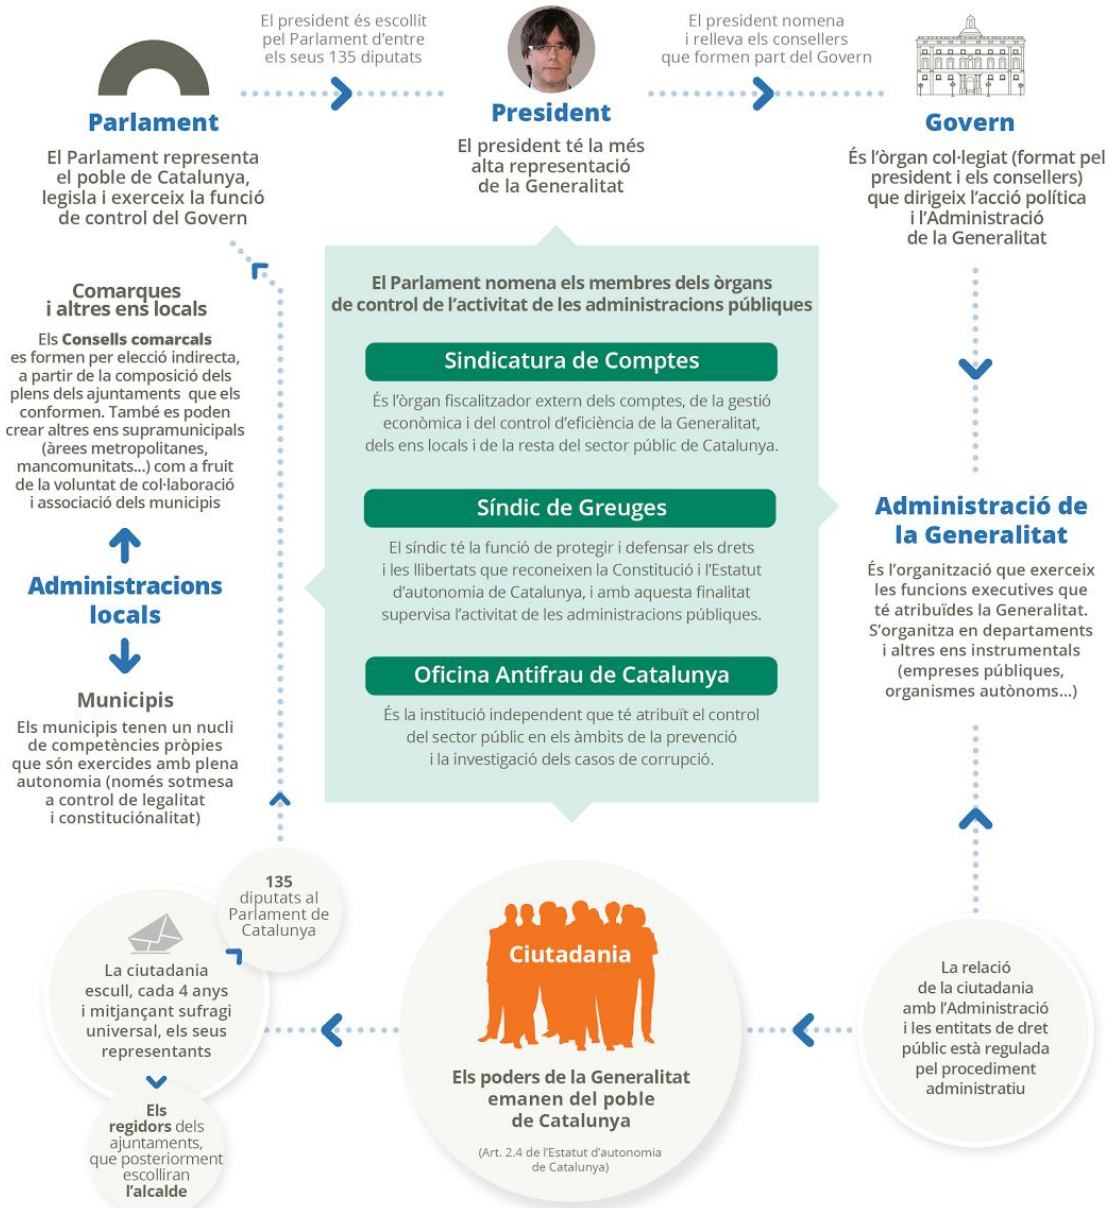 El president és escollit
pel Parlament d'entre
els seus 135 diputats
El president nomena
i relleva els consellers
que formen part del Govern
Parlament
El Parlament representa
el poble de Catalunya,
legisla i exerceix la funció
de control del Govern
President
El president té la més
alta representació
de la Generalitat
Govern
És l'òrgan col·legiat (format pel
president i els consellers)
que dirigeix l'acció política
i l'Administració
de la Generalitat
Comarques
i altres ens locals
Els Consells comarcals
es formen per elecció indirecta,
a partir de la composició dels
plens dels ajuntaments que els
conformen. També es poden
crear altres ens supramunicipals
(àrees metropolitanes,
mancomunitats...) com a fruit
de la voluntat de col·laboració
i associació dels municipis
Administracions
locals
Municipis
Els municipis tenen un nucli
de competències pròpies
que són exercides amb plena
autonomia (només sotmesa
a control de legalitat
i constituciónalitat)
El Parlament nomena els membres dels òrgans
de control de l'activitat de les administracions públiques
Sindicatura de Comptes
És l'òrgan fiscalitzador extern dels comptes, de la gestió
econòmica i del control d'eficiència de la Generalitat,
dels ens locals i de la resta del sector públic de Catalunya.
Síndic de Greuges
El síndic té la funció de protegir i defensar els drets
i les llibertats que reconeixen la Constitució i l'Estatut
d'autonomia de Catalunya, i amb aquesta finalitat
supervisa l'activitat de les administracions públiques.
Oficina Antifrau de Catalunya
És la institució independent que té atribuït el control
del sector públic en els àmbits de la prevenció
i la investigació dels casos de corrupció.
Administració de
la Generalitat
És l'organització que exerceix
les funcions executives que
té atribuïdes la Generalitat.
S'organitza en departaments
i altres ens instrumentals
(empreses públiques,
organismes autònoms...)
135
diputats al
Parlament de
Catalunya
La ciutadania
escull, cada 4 anys
i mitjançant sufragi
universal, els seus
representants
Els
regidors dels
ajuntaments,
que posteriorment
escolliran
l'alcalde
Ciutadania
Els poders de la Generalitat
emanen del poble
de Catalunya
(Art. 2.4 de l'Estatut d'autonomia
de Catalunya)
La relació
de la ciutadania
amb l'Administració
i les entitats de dret
públic està regulada
pel procediment
administratiu